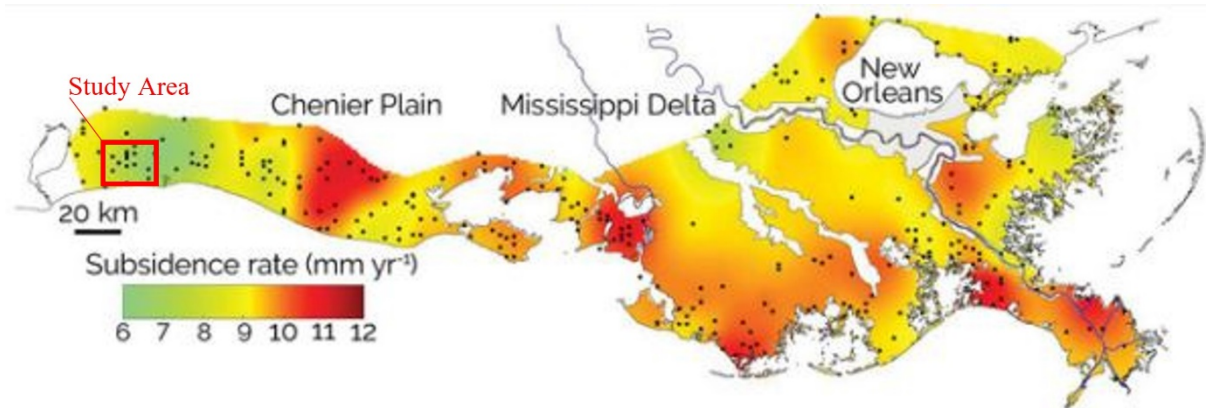 Study Area
Chenier Plain
Mississippi Delta
New
Orleans
20 km
Subsidence rate (mm yr⁻¹)
6 7 8 9 10 11 12